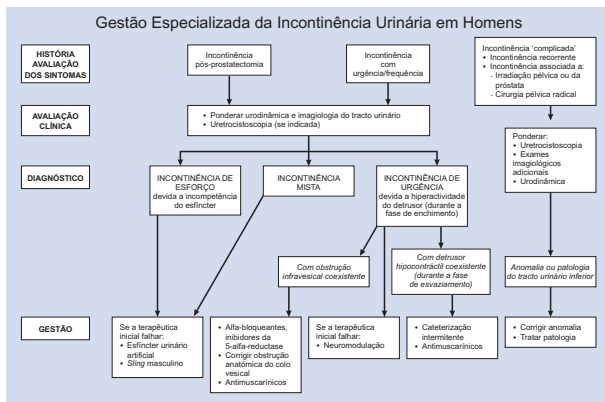 Gestão Especializada da Incontinência Urinária em Homens
HISTÓRIA
AVALIAÇÃO
DOS SINTOMAS
Incontinência
pós-prostatectomia
Incontinência
com
urgência/frequência
Incontinência 'complicada'
• Incontinência recorrente
• Incontinência associada a:
- Irradiação pélvica ou da
próstata
- Cirurgia pélvica radical
AVALIAÇÃO
CLÍNICA
• Ponderar urodinâmica e imagiologia do tracto urinário
• Uretrocistoscopia (se indicada)
Ponderar:
• Uretrocistoscopia
• Exames
imagiológicos
adicionais
• Urodinâmica
DIAGNÓSTICO
INCONTINÊNCIA DE
ESFORÇO
devida a incompetência
do esfíncter
INCONTINÊNCIA
MISTA
INCONTINÊNCIA DE
URGÊNCIA
devida a hiperactividade
do detrusor (durante a
fase de enchimento)
Com obstrução
infravesical coexistente
Com detrusor
hipocontráctil coexistente
(durante a fase
de esvaziamento)
Anomalia ou patologia
do tracto urinário inferior
GESTÃO
Se a terapêutica
inicial falhar:
• Esfíncter urinário
artificial
• Sling masculino
• Alfa-bloqueantes,
inibidores da
5-alfa-reductase
• Corrigir obstrução
anatómica do colo
vesical
• Antimuscarínicos
Se a terapêutica
inicial falhar:
• Neuromodulação
• Cateterização
intermitente
• Antimuscarínicos
• Corrigir anomalia
• Tratar patologia